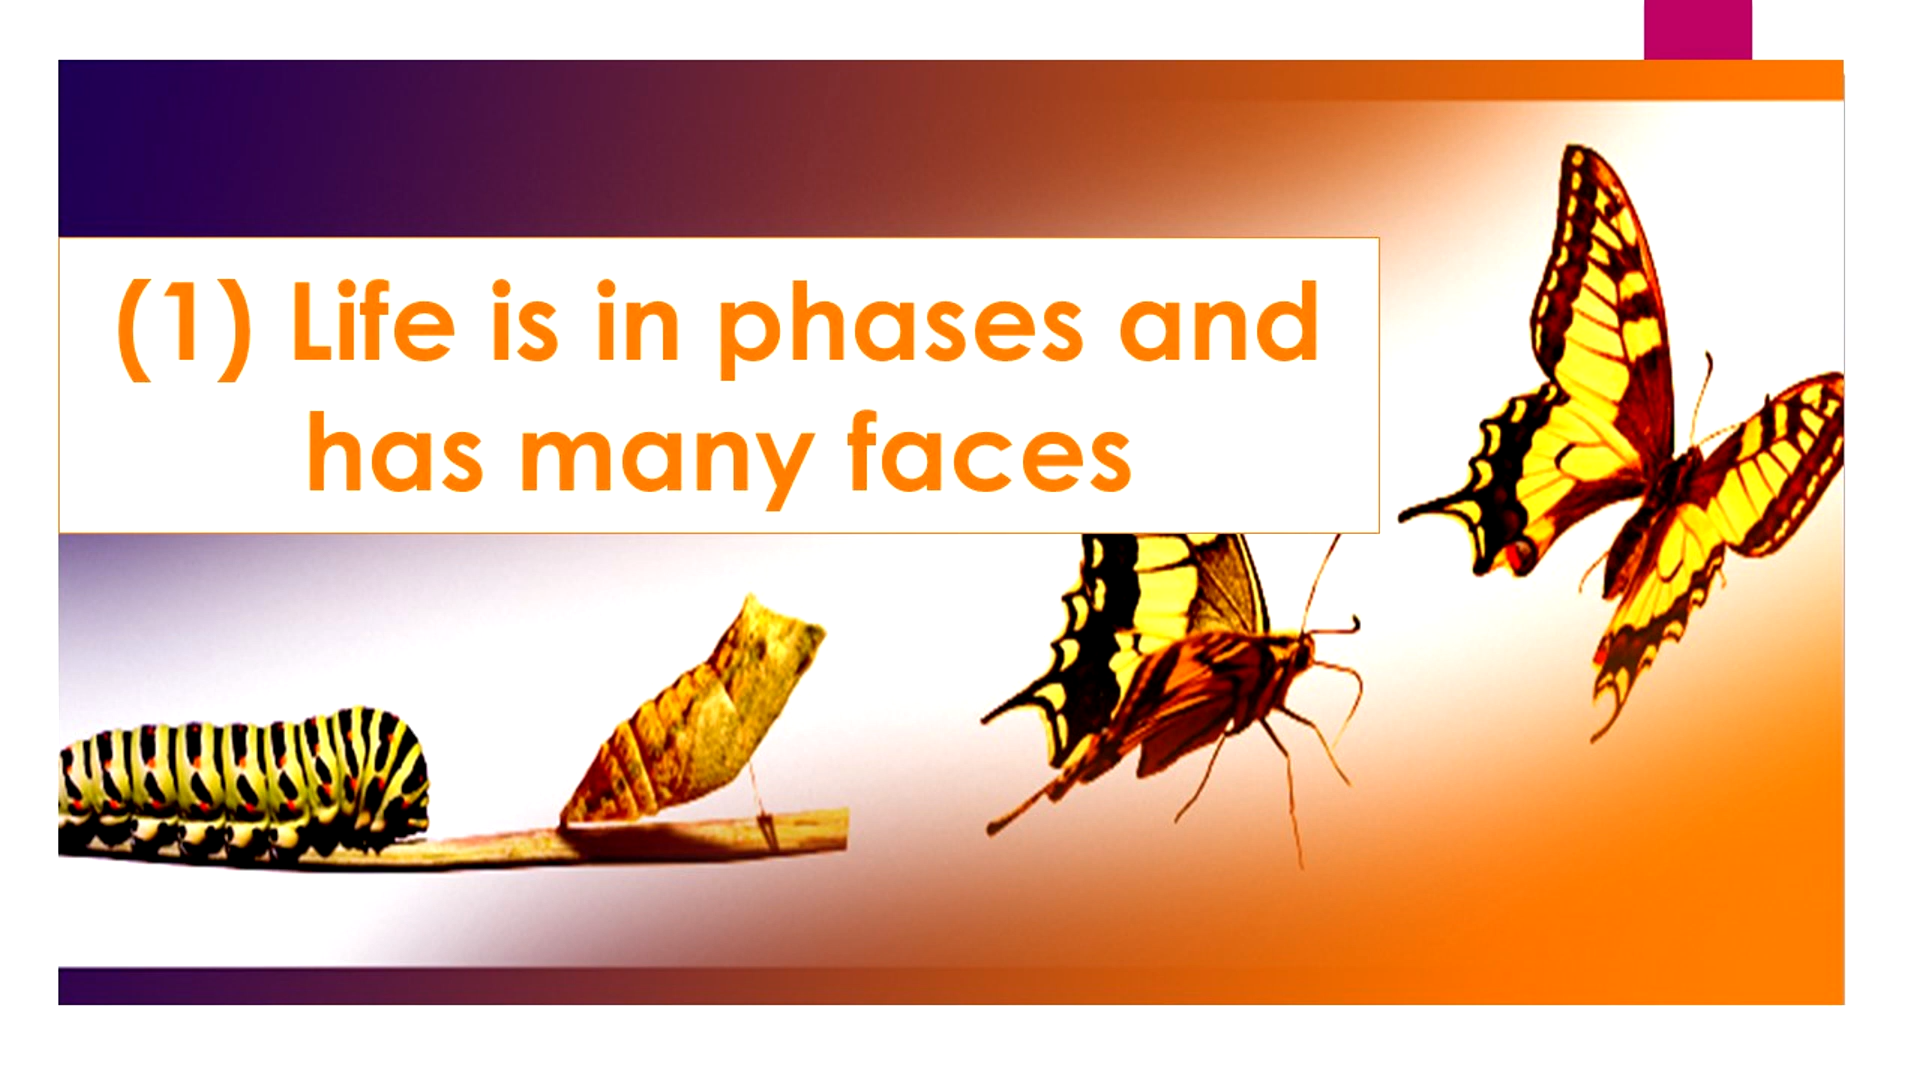 (1) Life is in phases and
has many faces